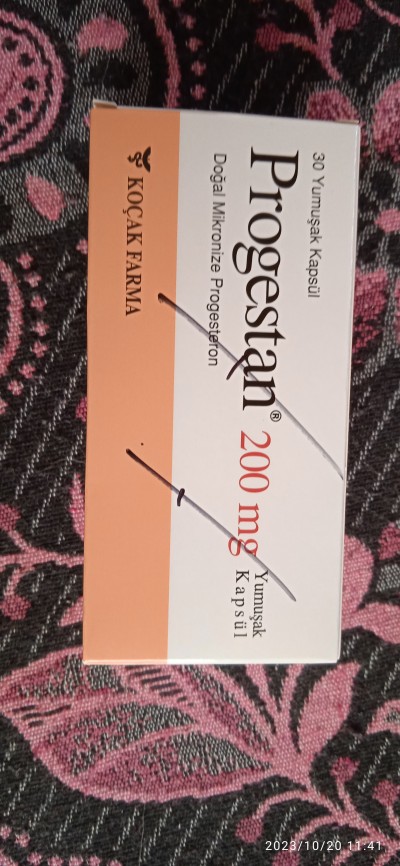 30 Yumuşak Kapsül
Progestan® 200 mg Yumuşak Kapsül
Doğal Mikronize Progesteron
KOÇAK FARMA
2023/10/20 11:41